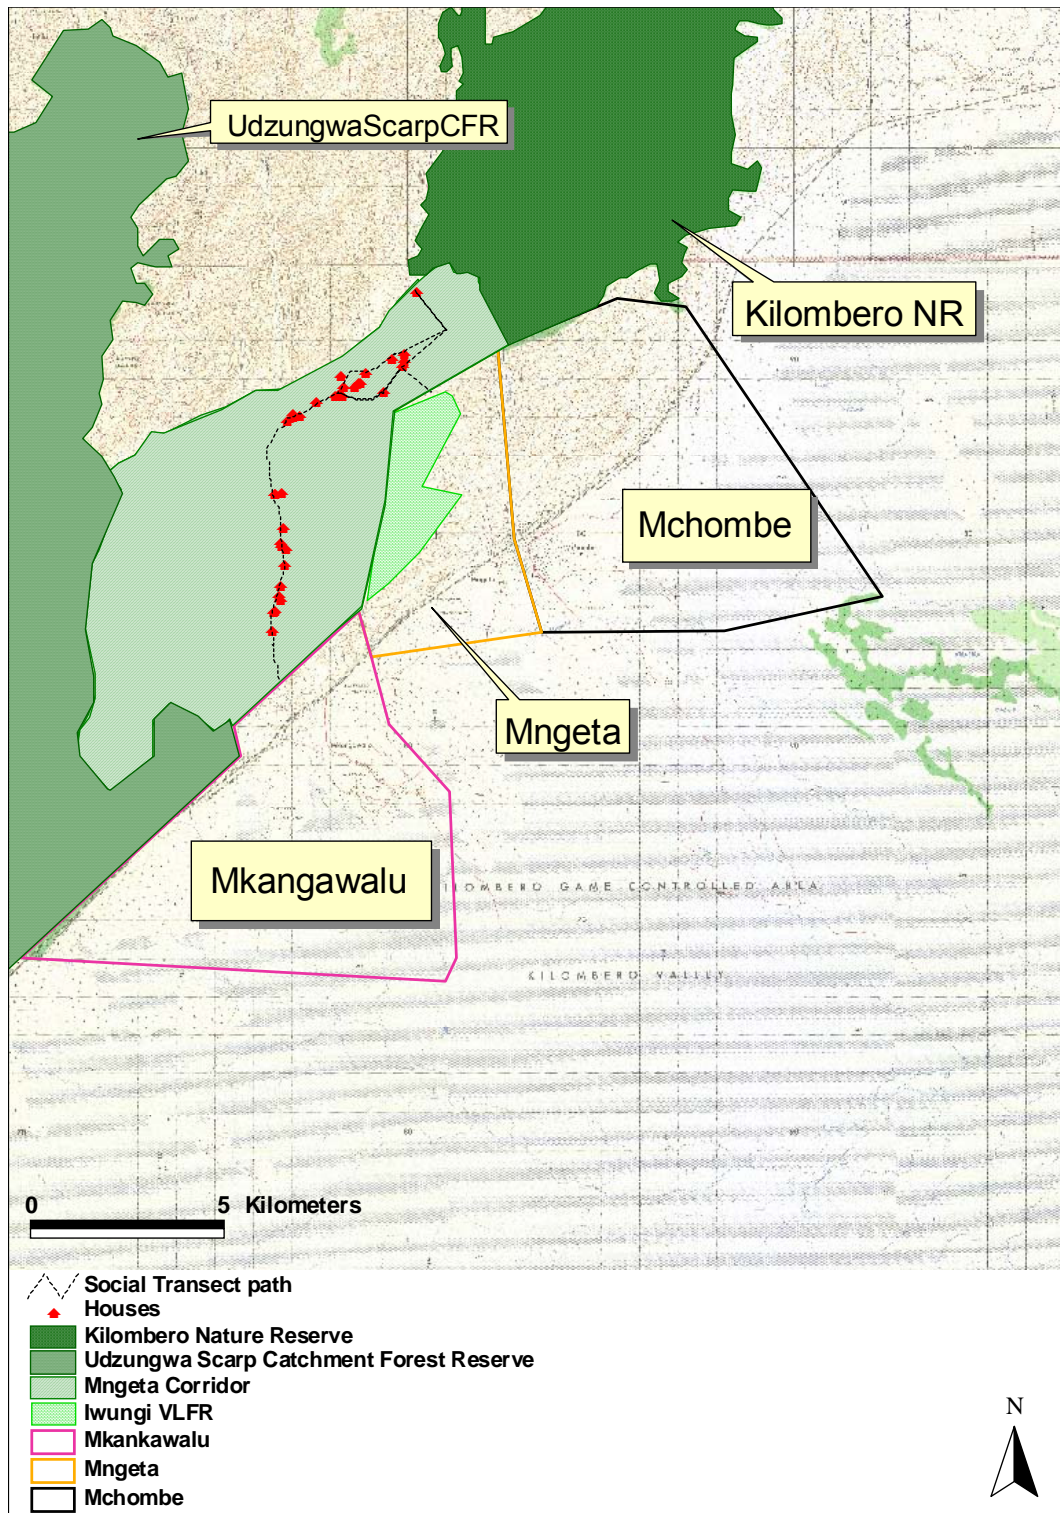 UdzungwaScarpCFR
Kilombero NR
Mchombe
Mngeta
Mkangawalu
ILOMBERO GAME CONTROLLED AREA
KILOMBERO VALLEY
0 5 Kilometers
Social Transect path
Houses
Kilombero Nature Reserve
Udzungwa Scarp Catchment Forest Reserve
Mngeta Corridor
Iwungi VLFR
Mkankawalu
Mngeta
Mchombe
N